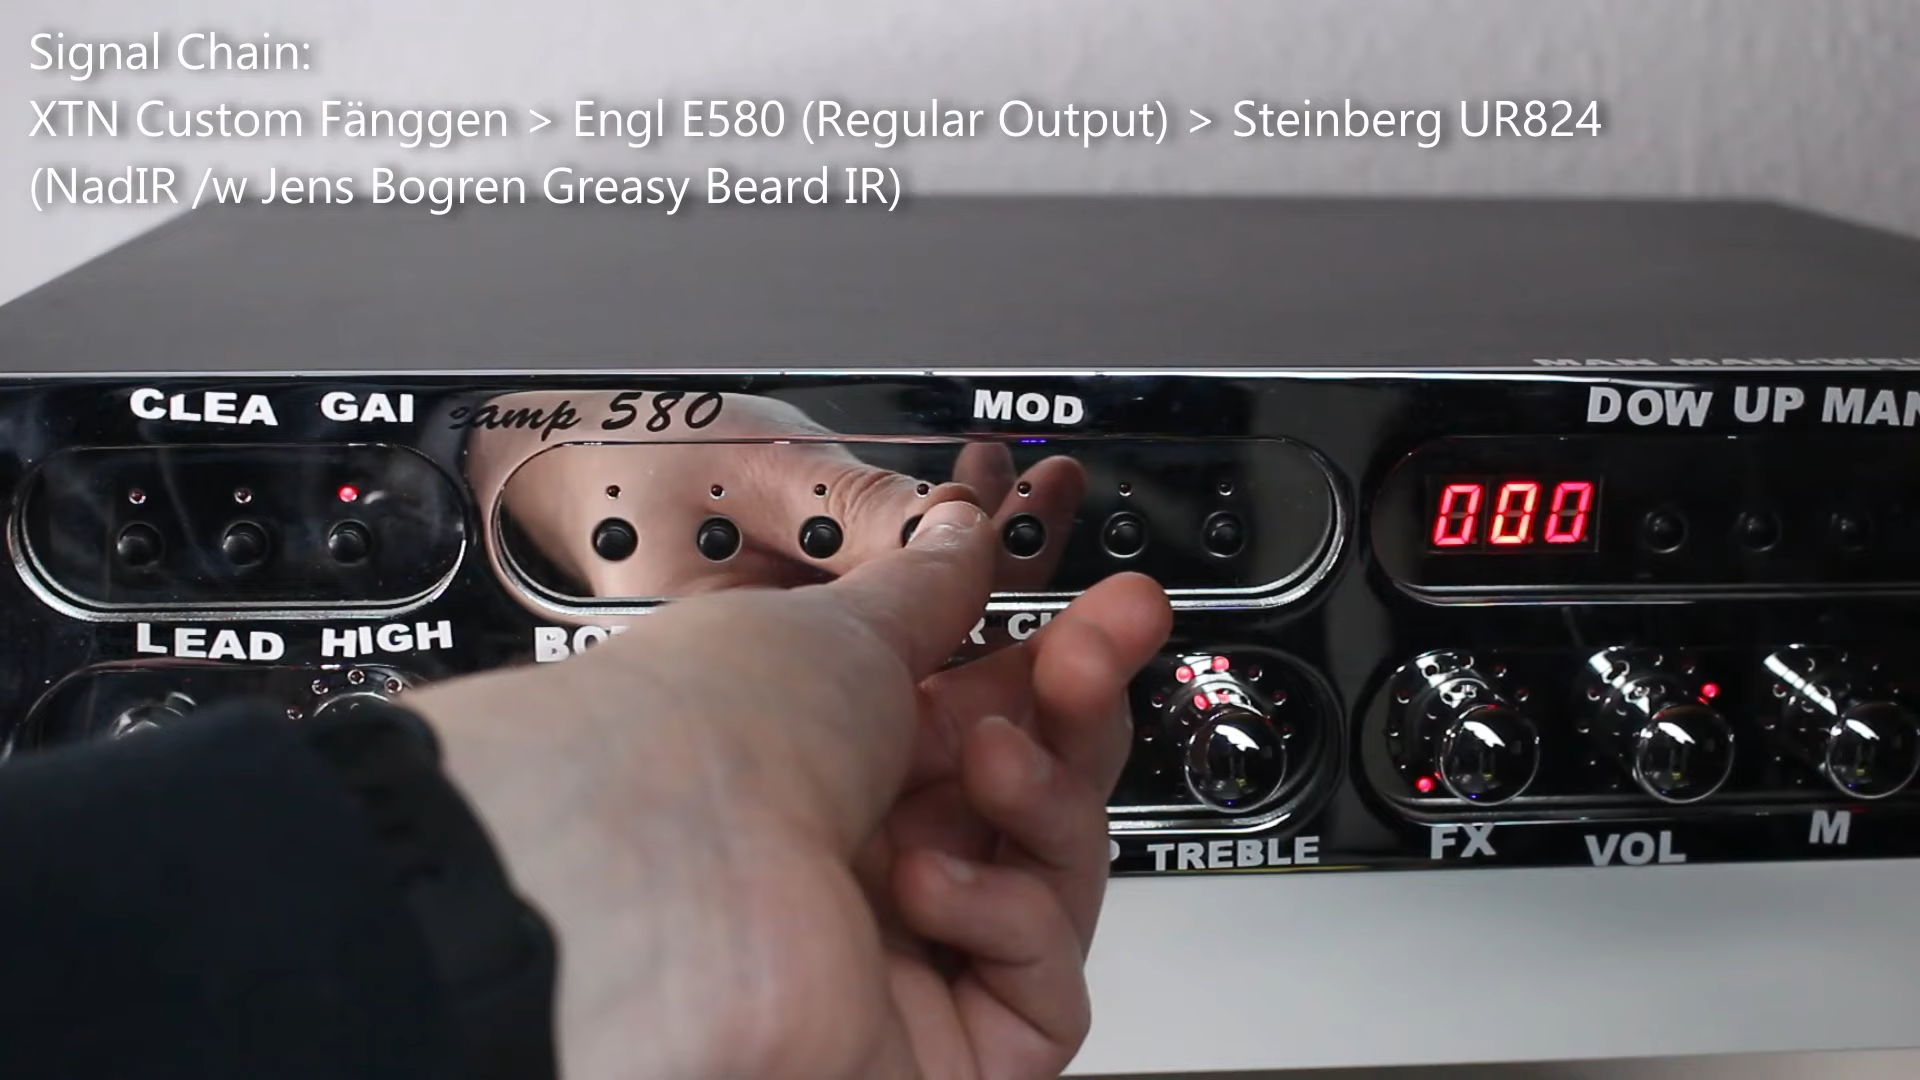 Signal Chain:
XTN Custom Fänggen > Engl E580 (Regular Output) > Steinberg UR824
(NadIR /w Jens Bogren Greasy Beard IR)
CLEA GAI
580
MOD
DOW UP MAN
000
LEAD HIGH
TREBLE
FX VOL M